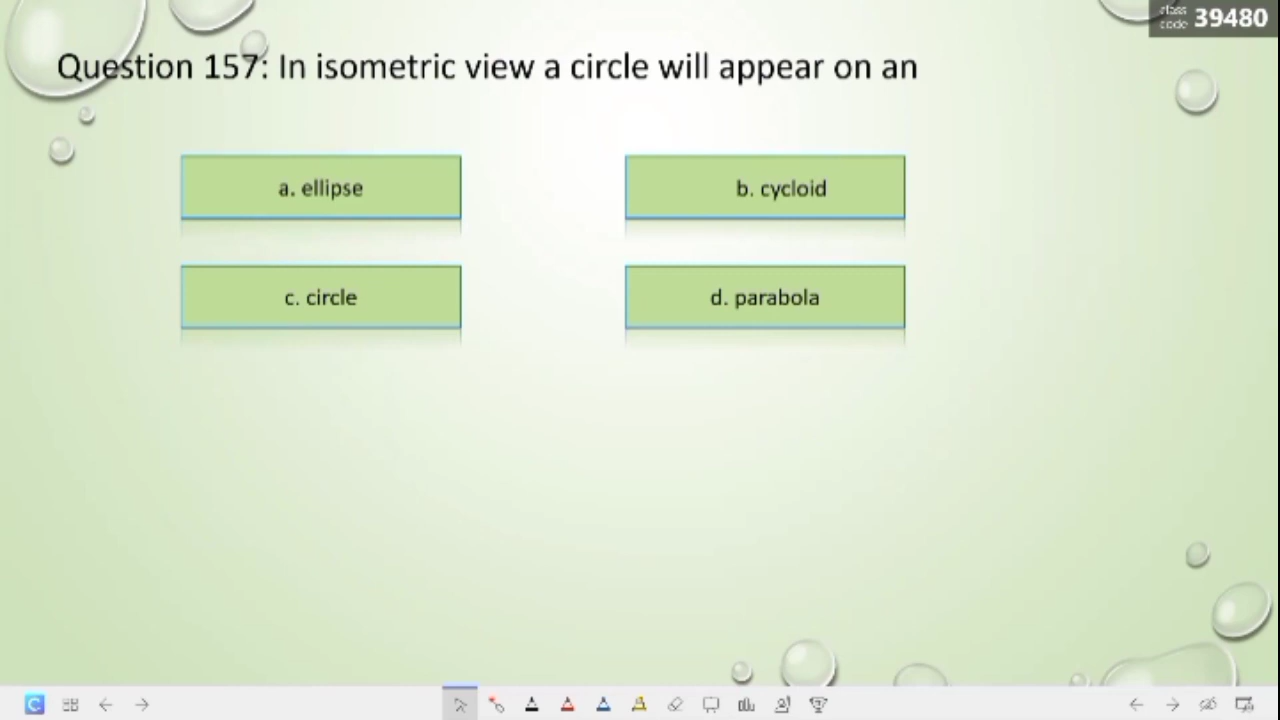 class
code 39480
Question 157: In isometric view a circle will appear on an
a. ellipse
b. cycloid
c. circle
d. parabola